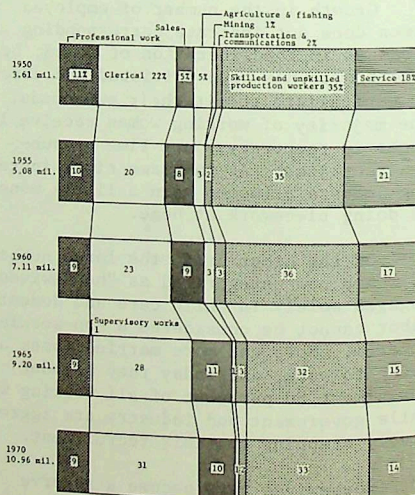 Agriculture & fishing
Sales
Mining 1%
Professional work
Transportation & communications 2%
1950
3.61 mil.
11% Clerical 22% 5% 5% Skilled and unskilled production workers 35% Service 18%
1955
5.08 mil.
10 20 8 3 2 35 21
1960
7.11 mil.
9 23 9 3 3 36 17
Supervisory works
1
1965
9.20 mil.
9 28 11 1 3 32 15
1970
10.96 mil.
9 31 10 1 2 33 14